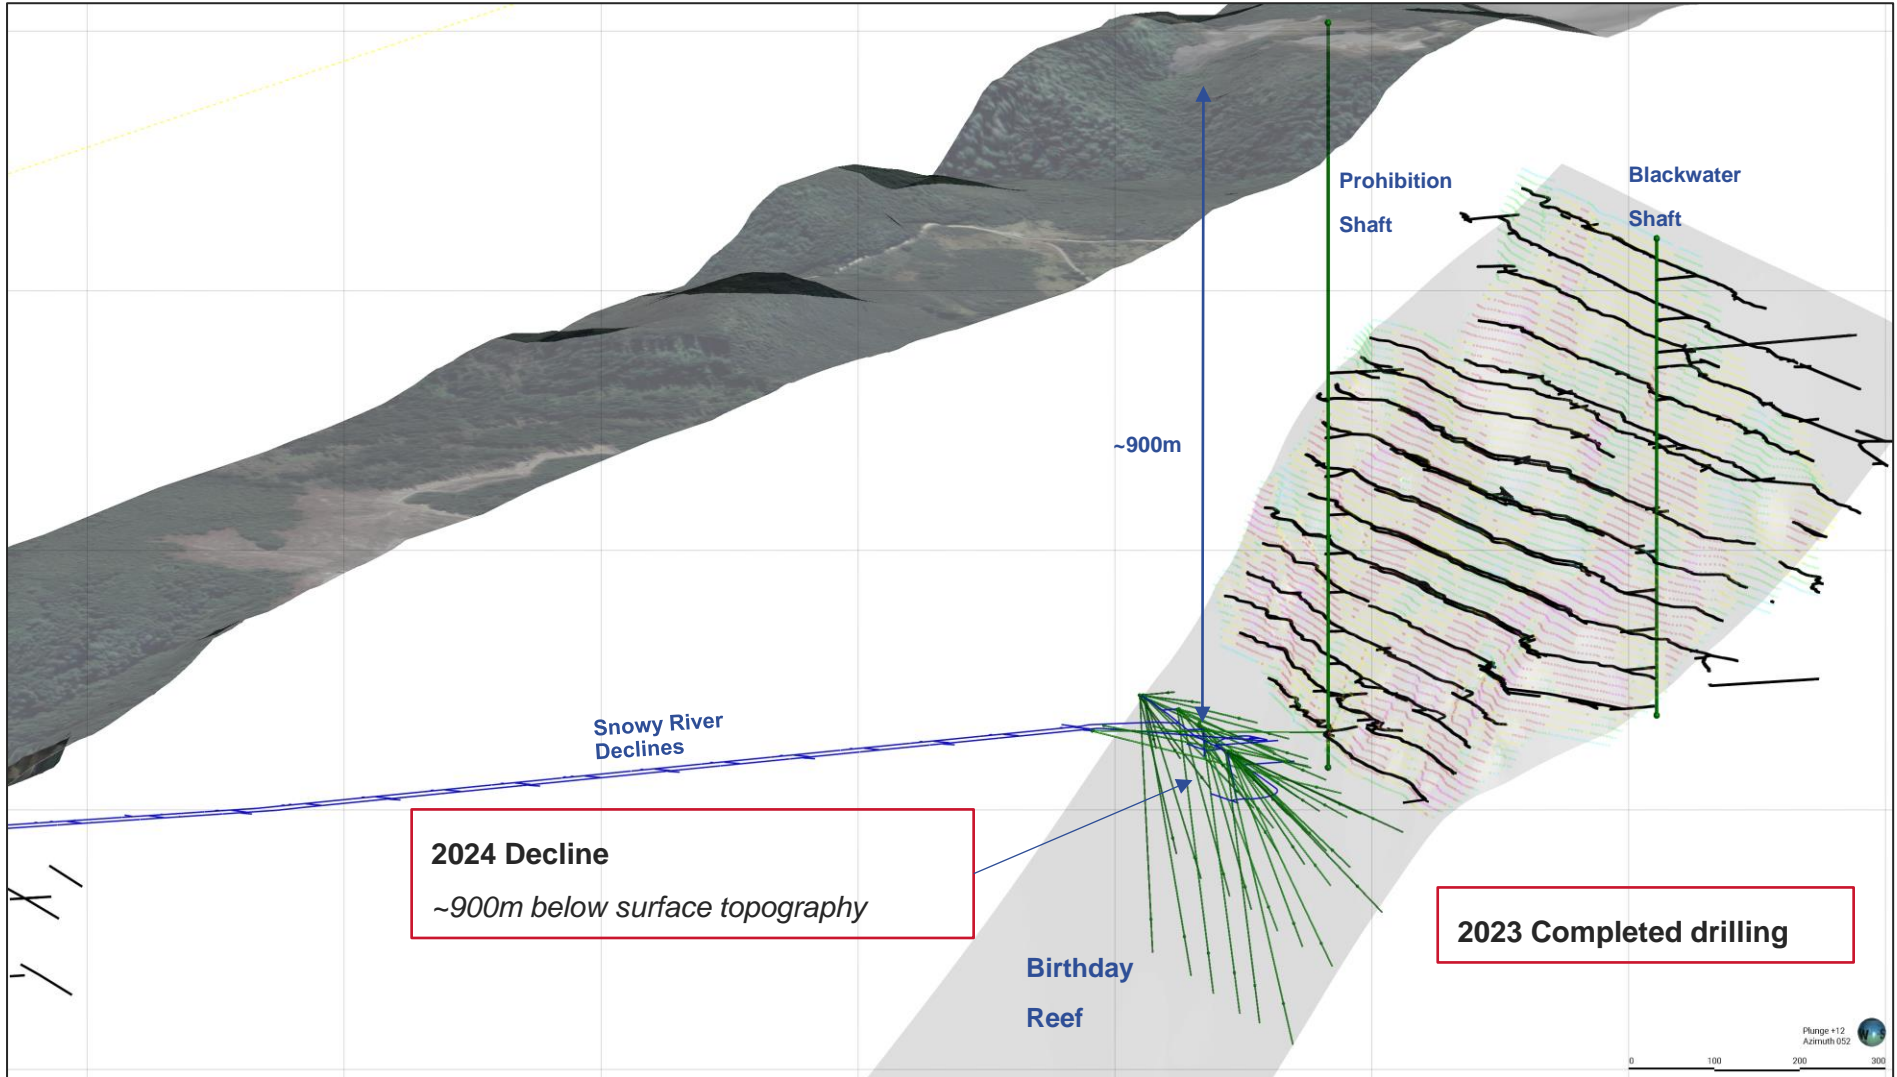 Prohibition
Shaft
Blackwater
Shaft
~900m
Snowy River
Declines
2024 Decline
~900m below surface topography
2023 Completed drilling
Birthday
Reef
Plunge +12
Azimuth 052
W
S
0 100 200 300